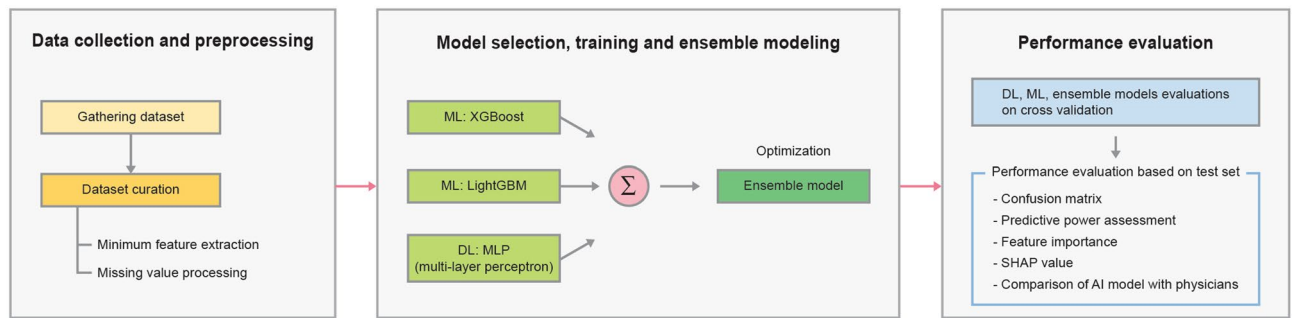 Data collection and preprocessing
Gathering dataset
Dataset curation
Minimum feature extraction
Missing value processing
Model selection, training and ensemble modeling
ML: XGBoost
ML: LightGBM
DL: MLP
(multi-layer perceptron)
Σ
Optimization
Ensemble model
Performance evaluation
DL, ML, ensemble models evaluations
on cross validation
Performance evaluation based on test set
- Confusion matrix
- Predictive power assessment
- Feature importance
- SHAP value
- Comparison of AI model with physicians